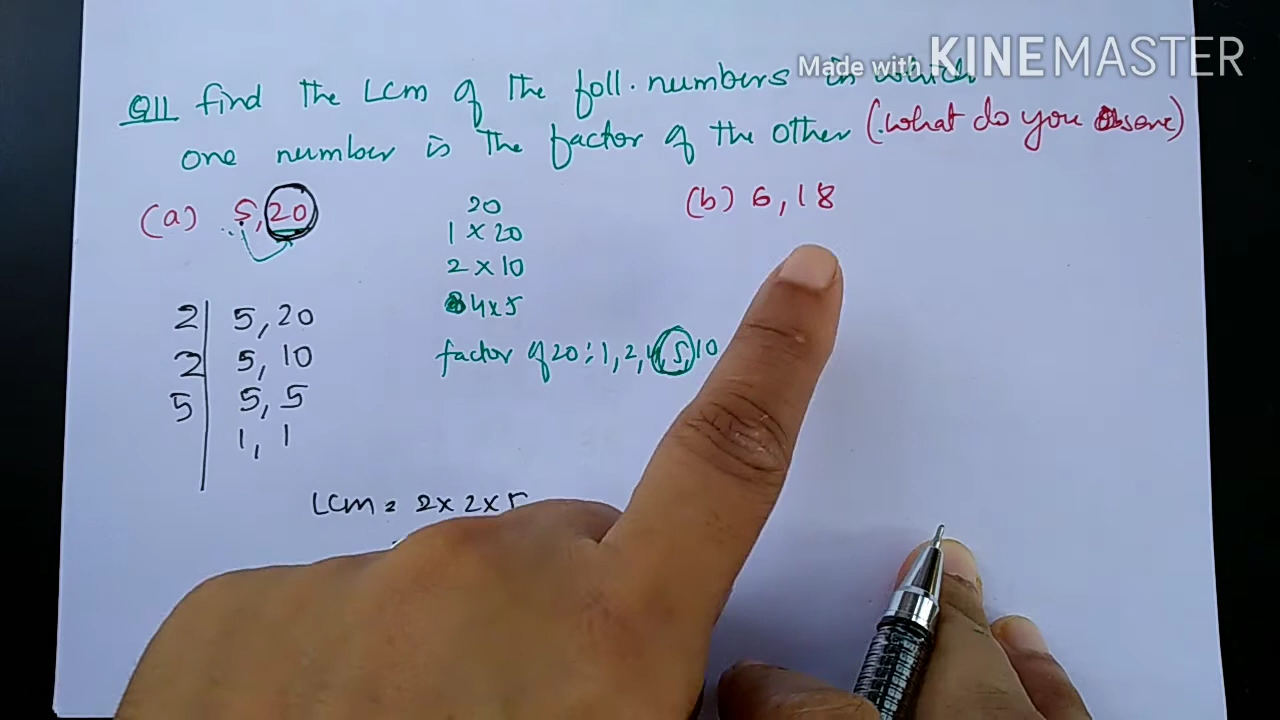 Made with KINEMASTER
Q11 find the LCM of the foll. numbers in which
one number is the factor of the other (what do you Observe)
(a) 5, 20
20
1 × 20
2 × 10
4 × 5
factor of 20 : 1, 2, 4, 5, 10
2 | 5, 20
2 | 5, 10
5 | 5, 5
1, 1
LCM = 2 × 2 × 5
(b) 6, 18